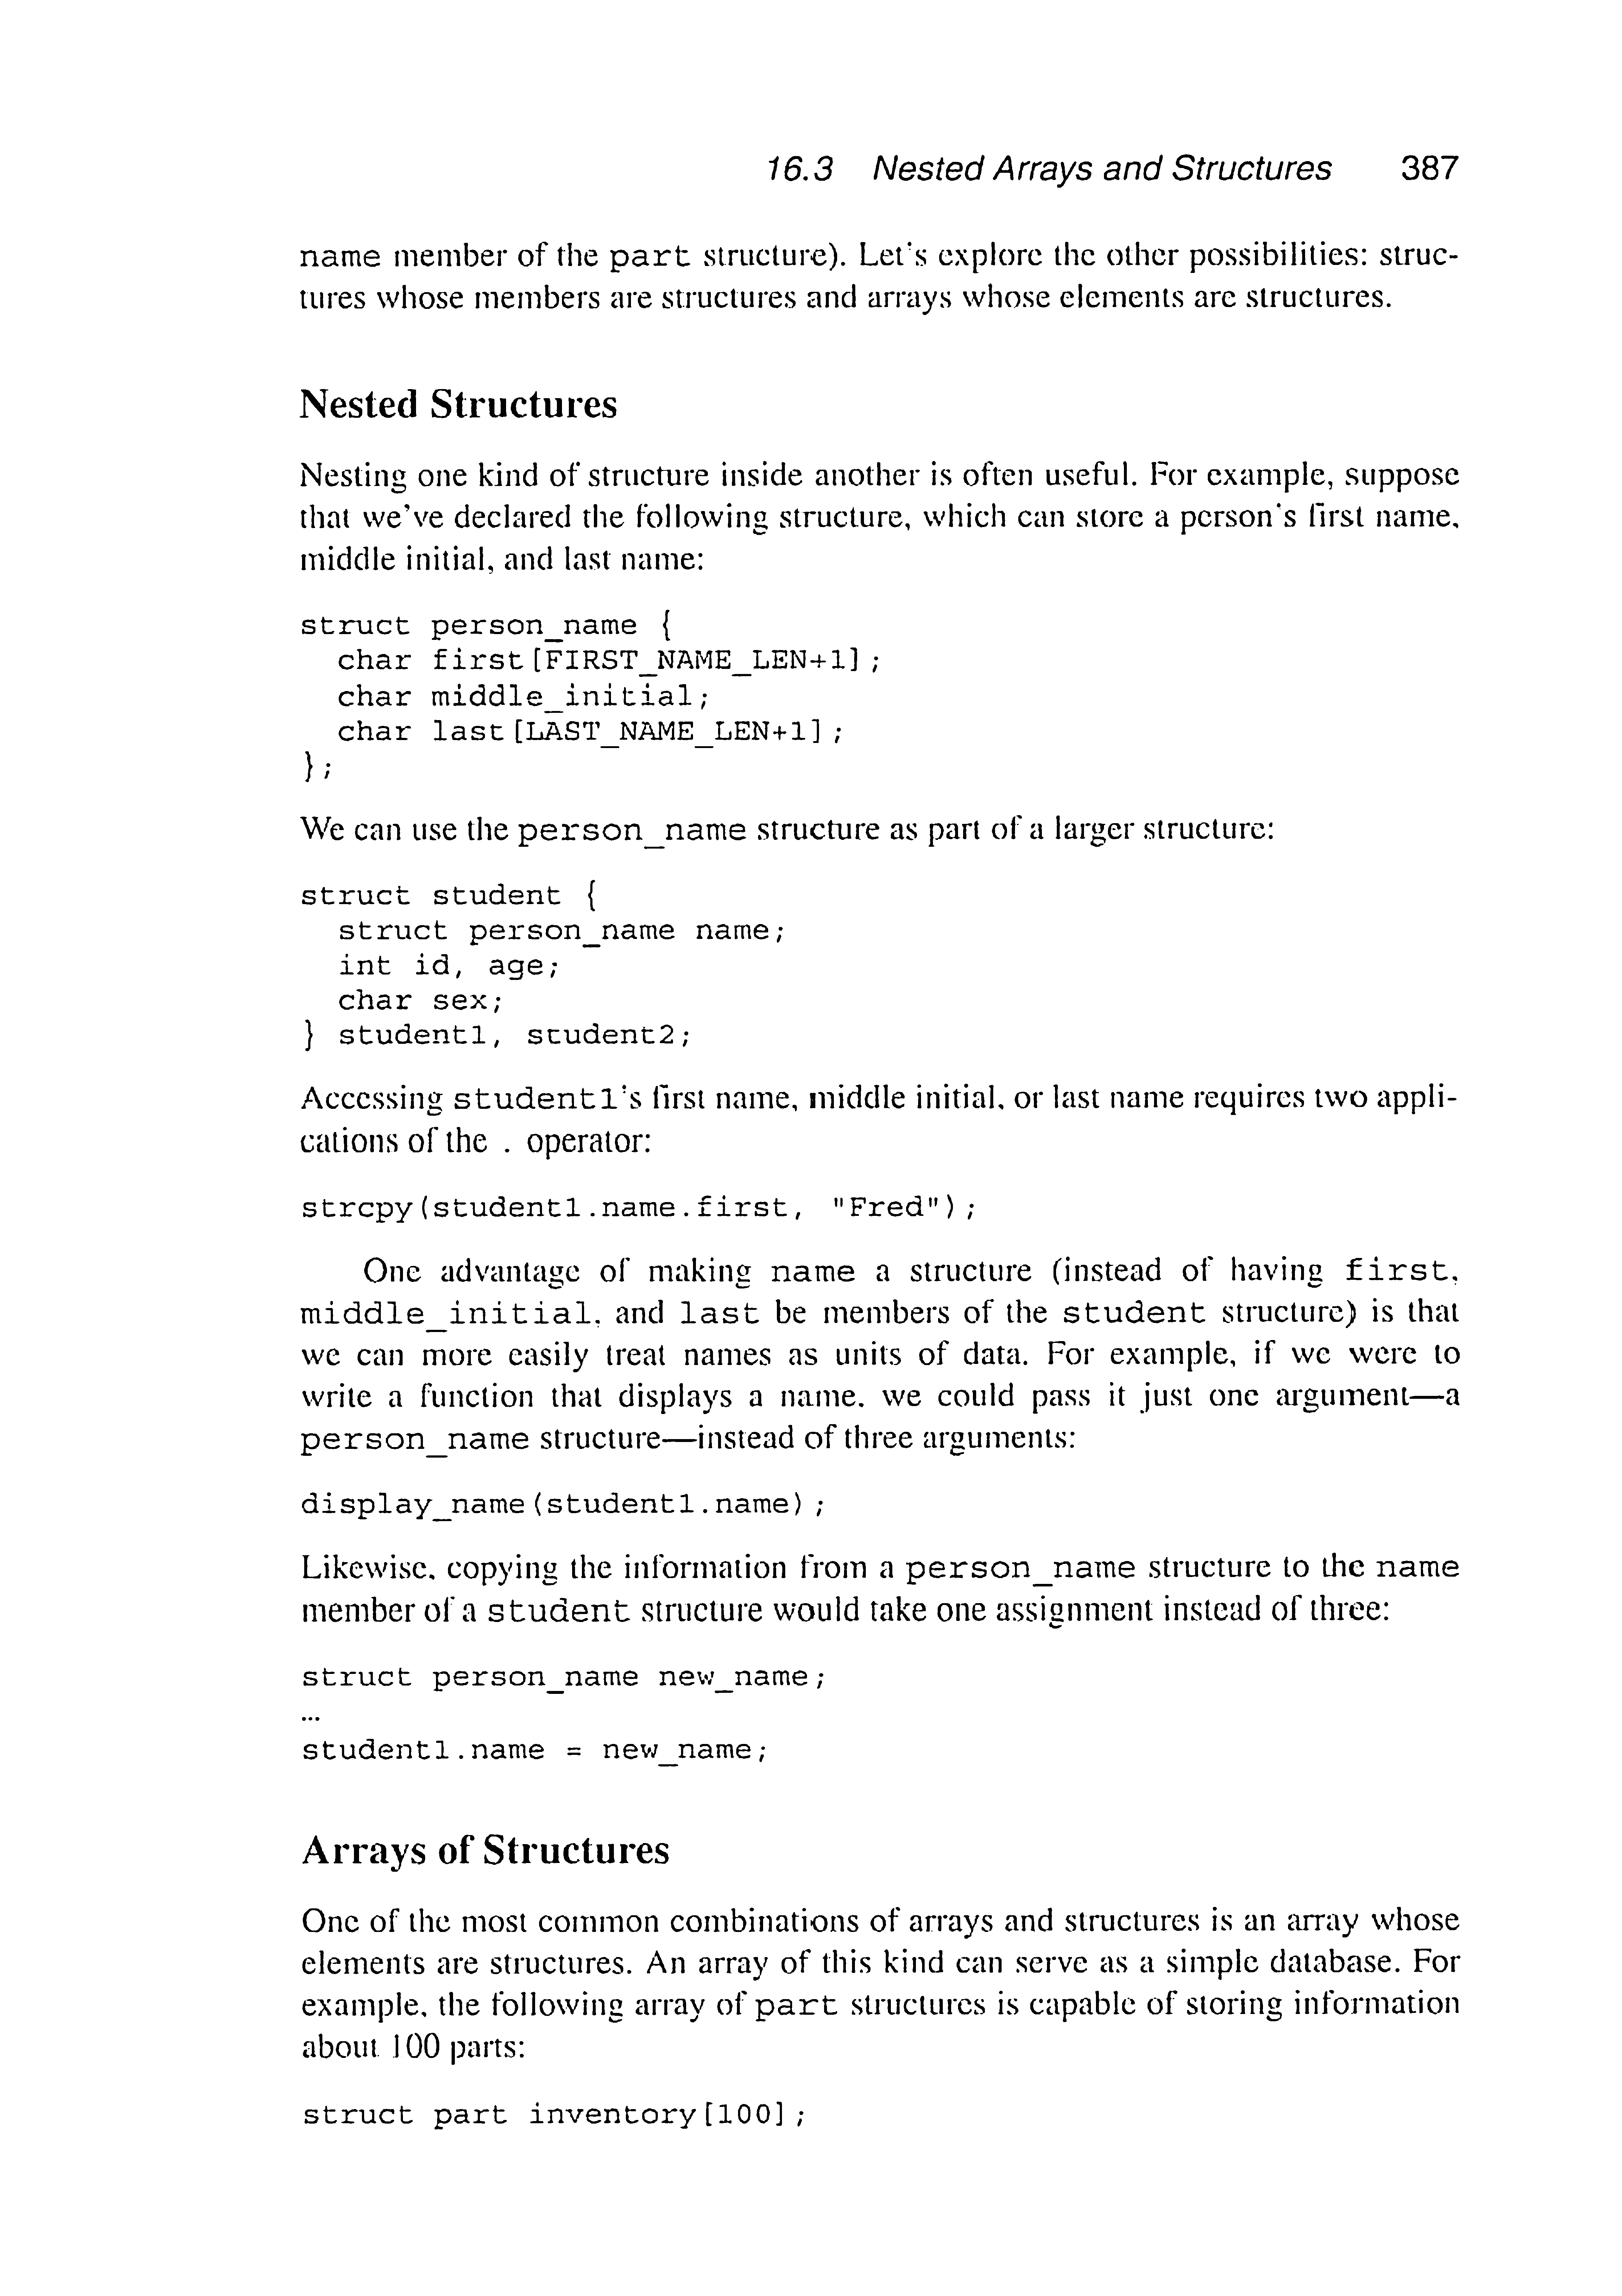 16.3 Nested Arrays and Structures 387
name member of the part structure). Let's explore the other possibilities: struc-
tures whose members are structures and arrays whose elements are structures.
Nested Structures
Nesting one kind of structure inside another is often useful. For example, suppose
that we've declared the following structure, which can store a person's first name,
middle initial, and last name:
struct person_name {
  char first[FIRST_NAME_LEN+1];
  char middle_initial;
  char last[LAST_NAME_LEN+1];
};
We can use the person_name structure as part of a larger structure:
struct student {
  struct person_name name;
  int id, age;
  char sex;
} student1, student2;
Accessing student1's first name, middle initial, or last name requires two appli-
cations of the . operator:
strcpy(student1.name.first, "Fred");
One advantage of making name a structure (instead of having first,
middle_initial, and last be members of the student structure) is that
we can more easily treat names as units of data. For example, if we were to
write a function that displays a name, we could pass it just one argument—a
person_name structure—instead of three arguments:
display_name(student1.name);
Likewise, copying the information from a person_name structure to the name
member of a student structure would take one assignment instead of three:
struct person_name new_name;
…
student1.name = new_name;
Arrays of Structures
One of the most common combinations of arrays and structures is an array whose
elements are structures. An array of this kind can serve as a simple database. For
example, the following array of part structures is capable of storing information
about 100 parts:
struct part inventory[100];